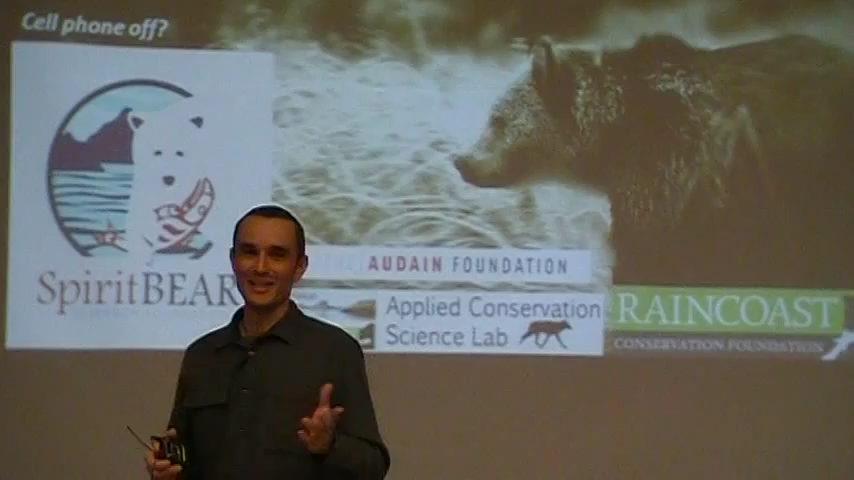 Cell phone off?
SpiritBEAR
AUDAIN FOUNDATION
Applied Conservation
Science Lab
RAINCOAST
CONSERVATION FOUNDATION